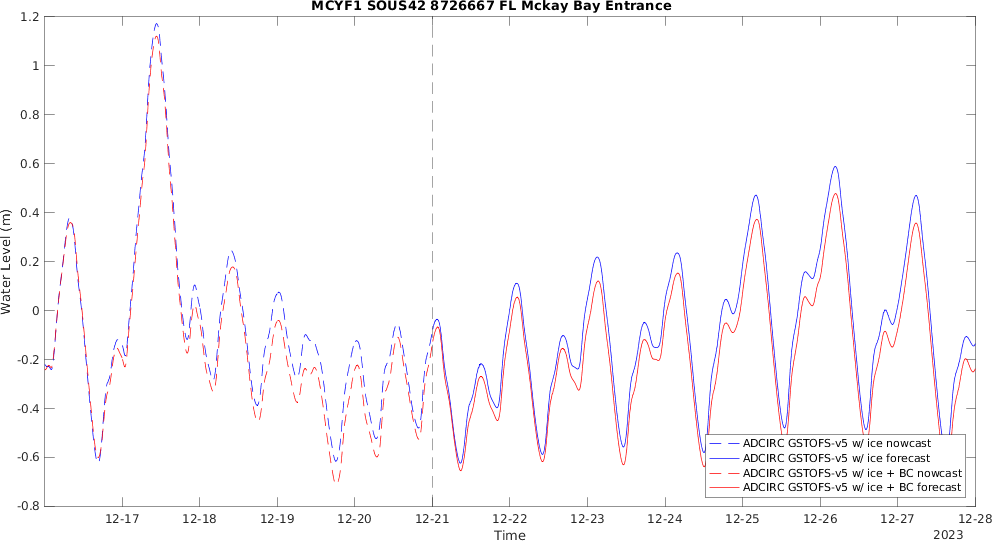 MCYF1 SOUS42 8726667 FL Mckay Bay Entrance
1.2
1
0.8
0.6
0.4
0.2
0
-0.2
-0.4
-0.6
-0.8
Water Level (m)
ADCIRC GSTOFS-v5 w/ ice nowcast
ADCIRC GSTOFS-v5 w/ ice forecast
ADCIRC GSTOFS-v5 w/ ice + BC nowcast
ADCIRC GSTOFS-v5 w/ ice + BC forecast
12-17 12-18 12-19 12-20 12-21 12-22 12-23 12-24 12-25 12-26 12-27 12-28
Time
2023